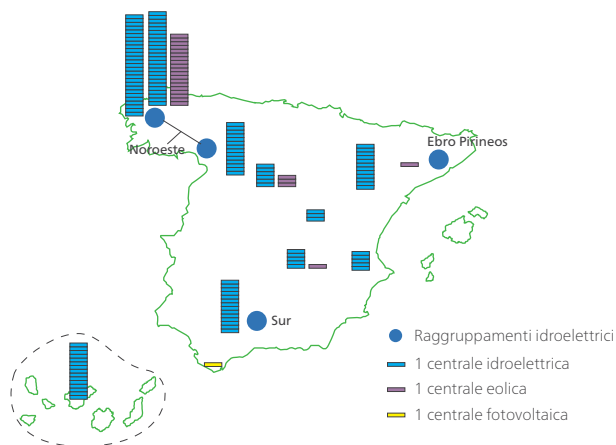 Noroeste
Ebro Pirineos
Sur
Raggruppamenti idroelettrici
1 centrale idroelettrica
1 centrale eolica
1 centrale fotovoltaica